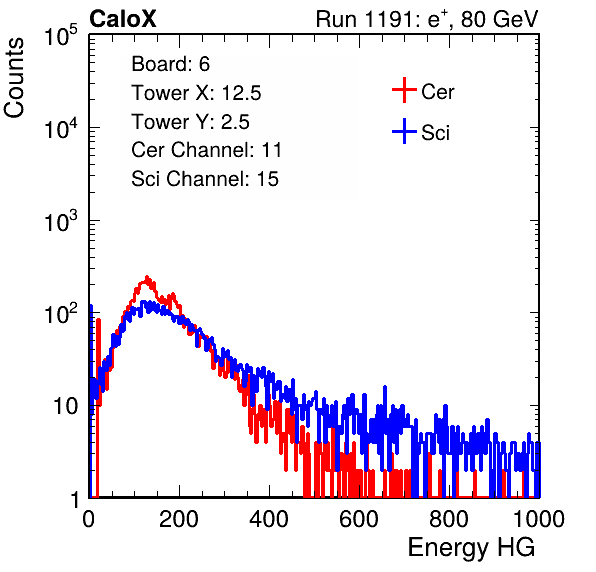 CaloX Run 1191: e⁺, 80 GeV
Counts
10⁵
10⁴
10³
10²
10
1
Board: 6
Tower X: 12.5
Tower Y: 2.5
Cer Channel: 11
Sci Channel: 15
Cer
Sci
0 200 400 600 800 1000
Energy HG